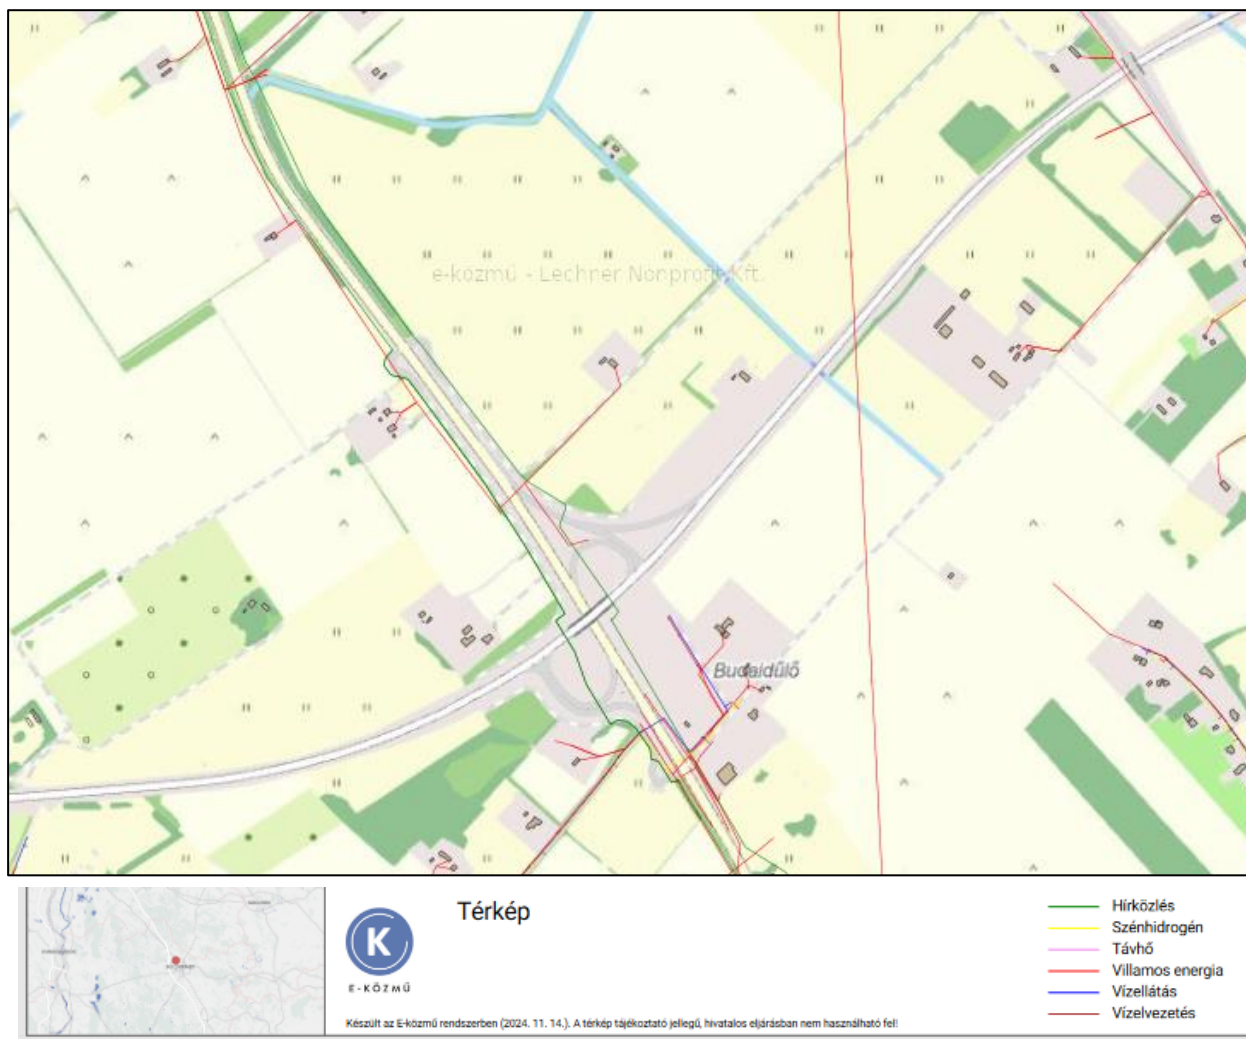 e-közmű - Lechner Nonprofit Kft.
Budaidűlő
Térkép
K
E-KÖZMŰ
Készült az E-közmű rendszerben (2024. 11. 14.). A térkép tájékoztató jellegű, hivatalos eljárásban nem használható fel!
Hírközlés
Szénhidrogén
Távhő
Villamos energia
Vízellátás
Vízelvezetés